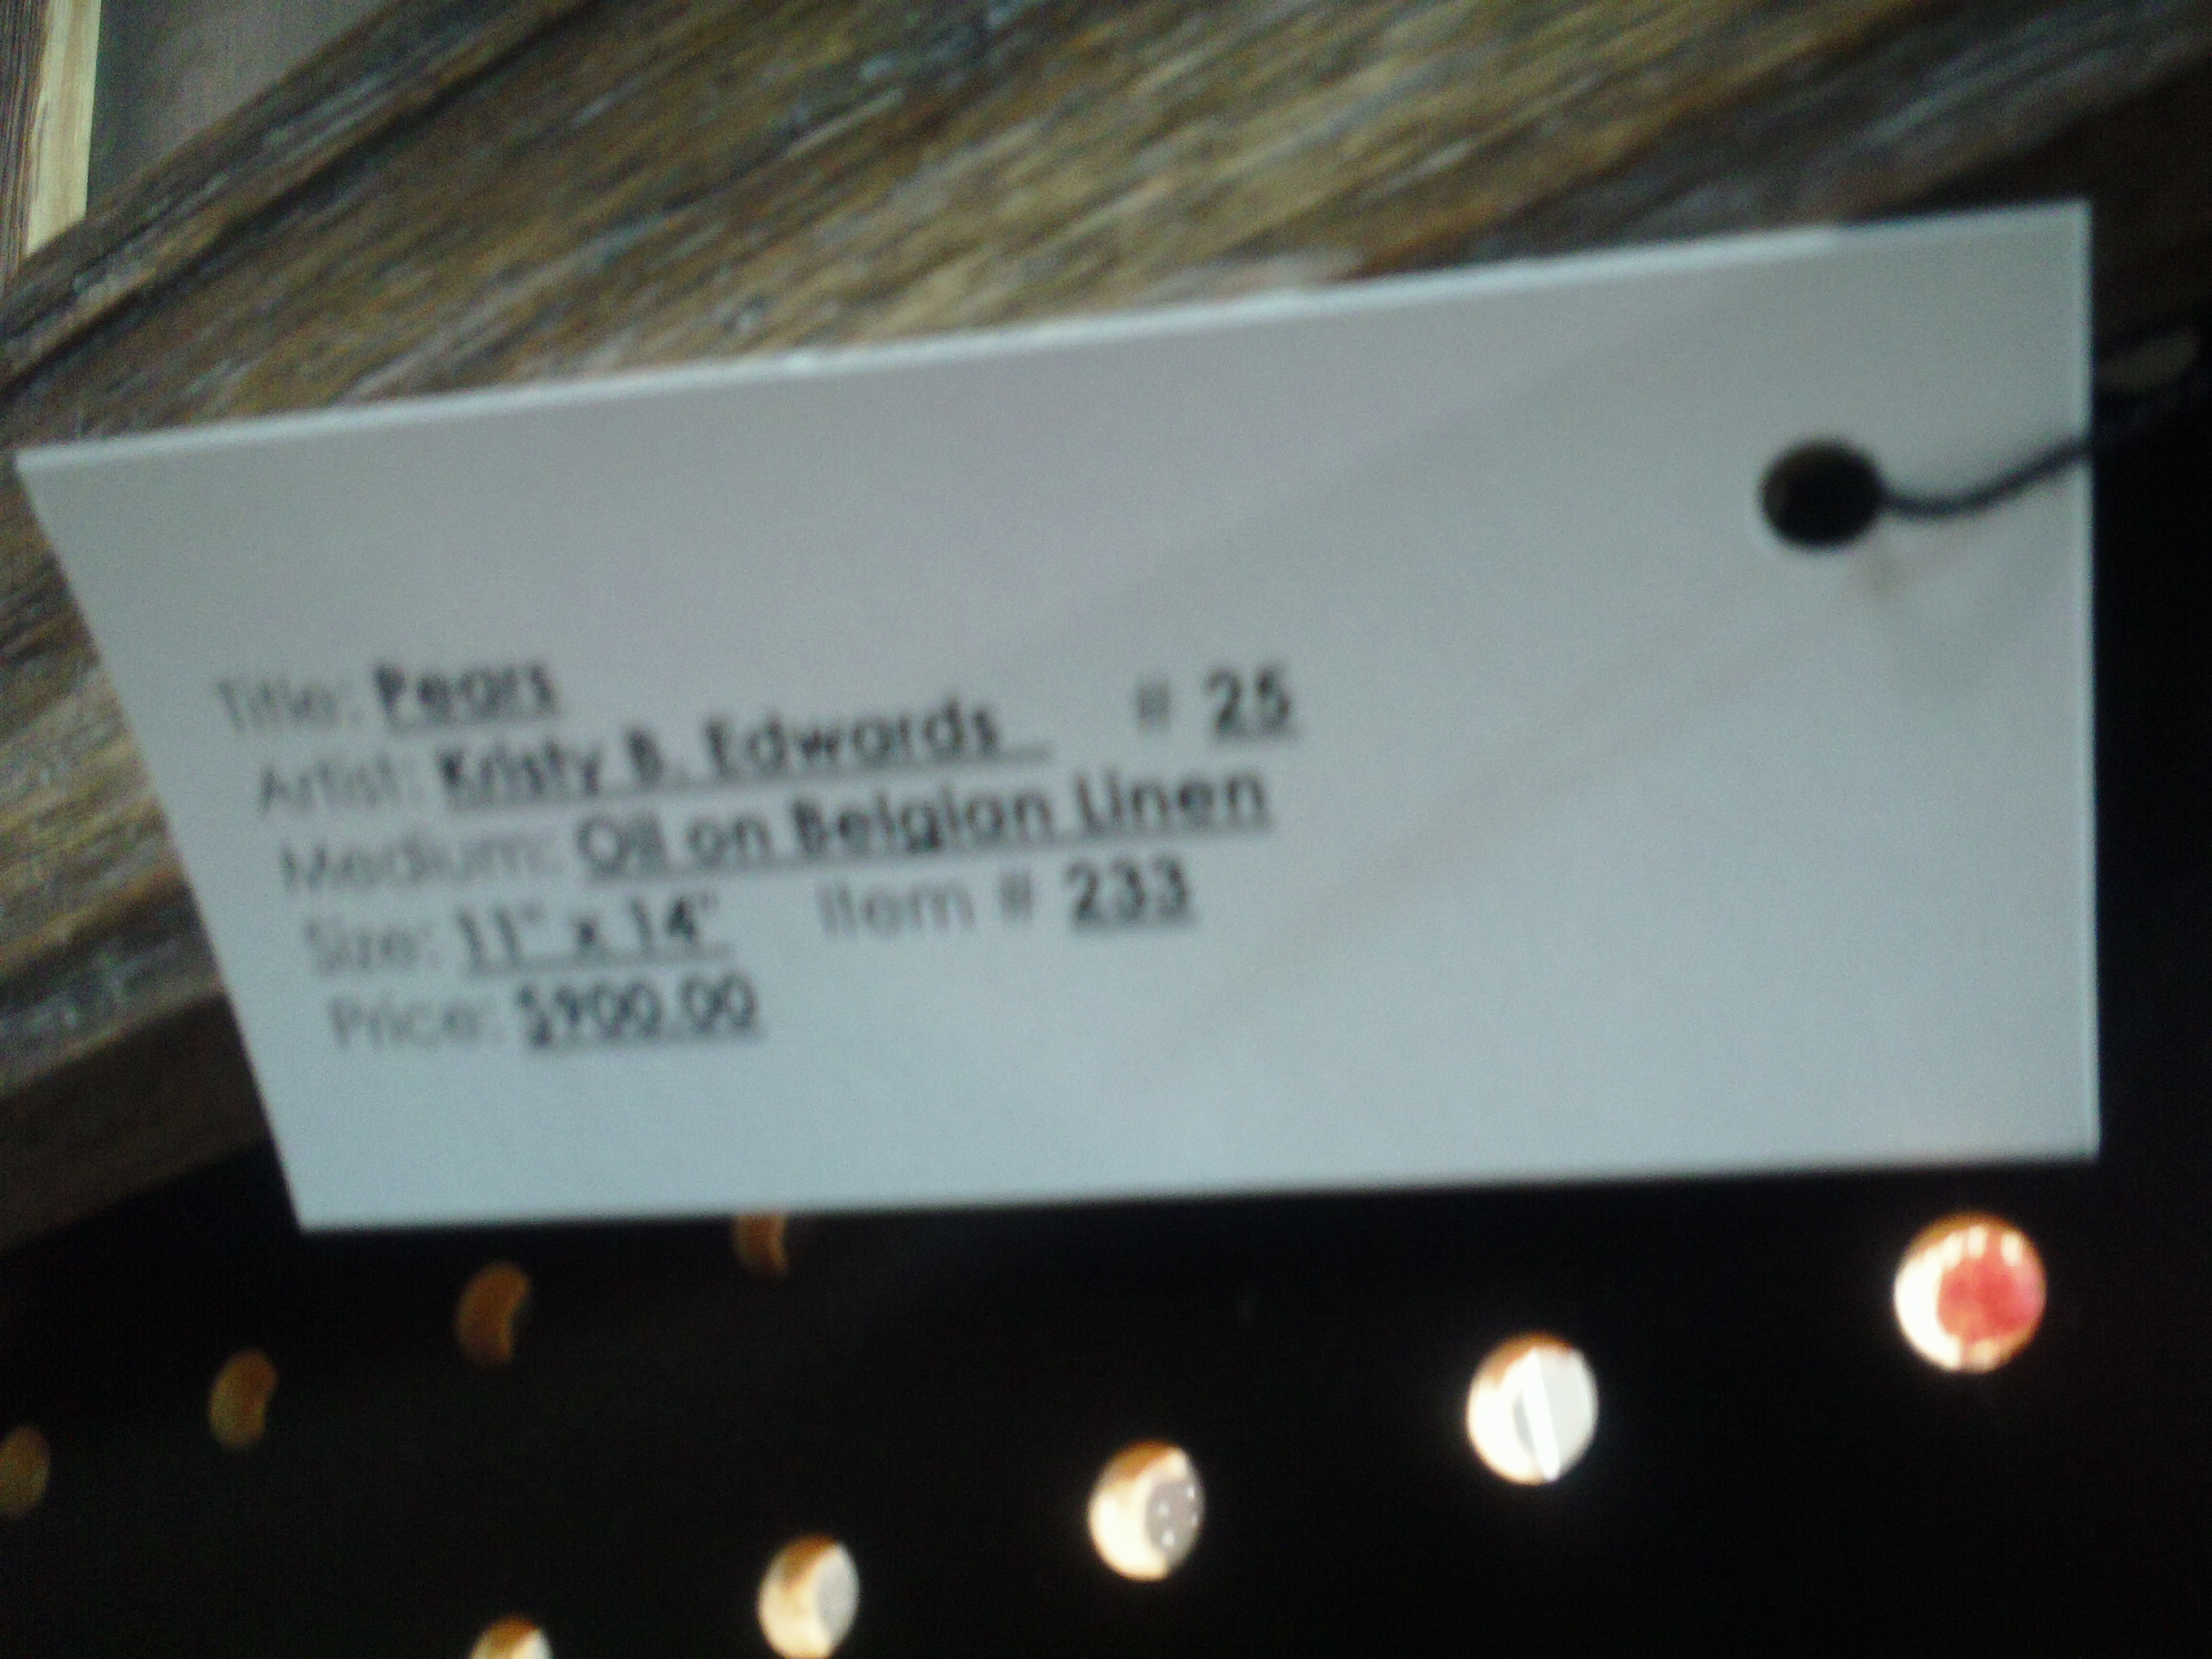 Title: Pears
Artist: Kristy B. Edwards # 25
Medium: Oil on Belgian Linen
Size: 11" x 14" Item # 233
Price: $900.00